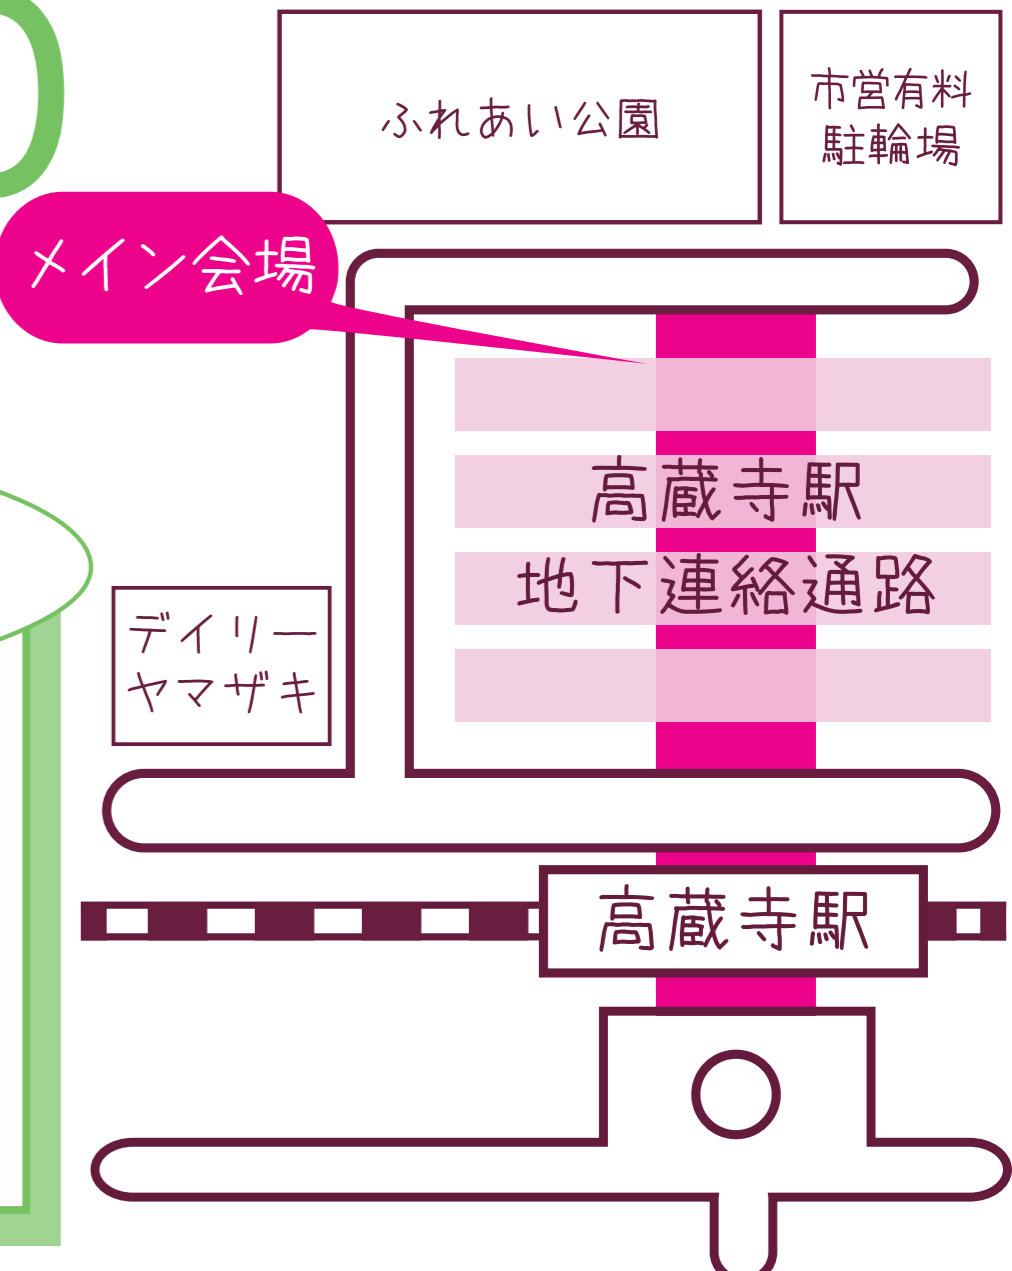 ふれあい公園
市営有料
駐輪場
メイン会場
高蔵寺駅
地下連絡通路
デイリー
ヤマザキ
高蔵寺駅